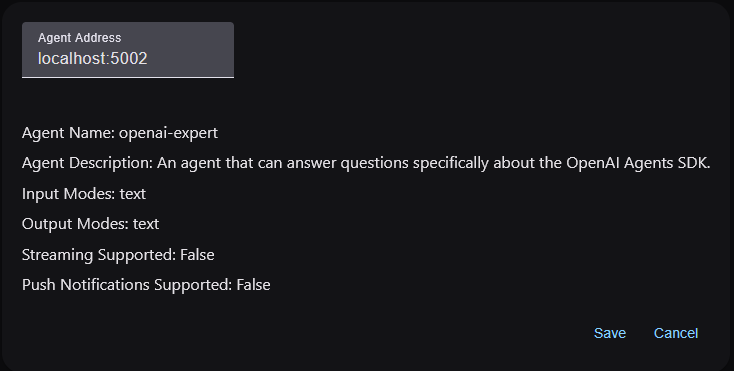 Agent Address
localhost:5002
Agent Name: openai-expert
Agent Description: An agent that can answer questions specifically about the OpenAI Agents SDK.
Input Modes: text
Output Modes: text
Streaming Supported: False
Push Notifications Supported: False
Save Cancel